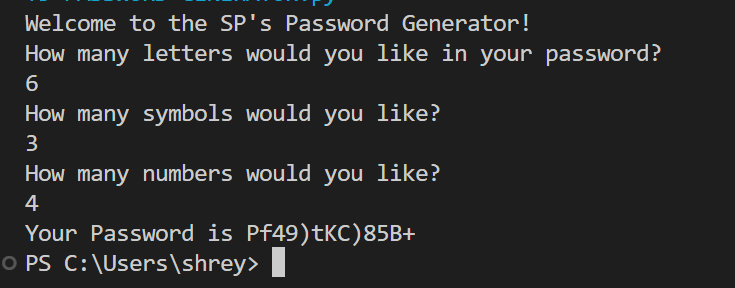 Welcome to the SP's Password Generator!
How many letters would you like in your password?
6
How many symbols would you like?
3
How many numbers would you like?
4
Your Password is Pf49)tKC)85B+
PS C:\Users\shrey>